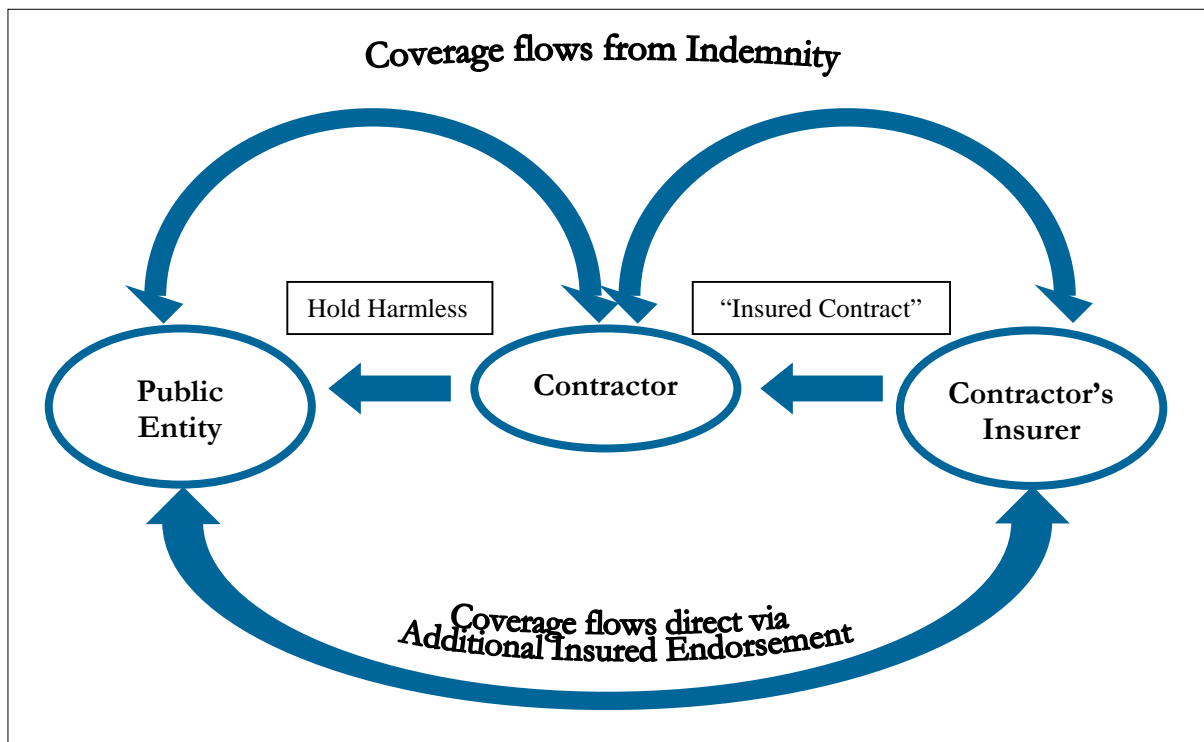 Coverage flows from Indemnity
Hold Harmless
“Insured Contract”
Public
Entity
Contractor
Contractor’s
Insurer
Coverage flows direct via
Additional Insured Endorsement